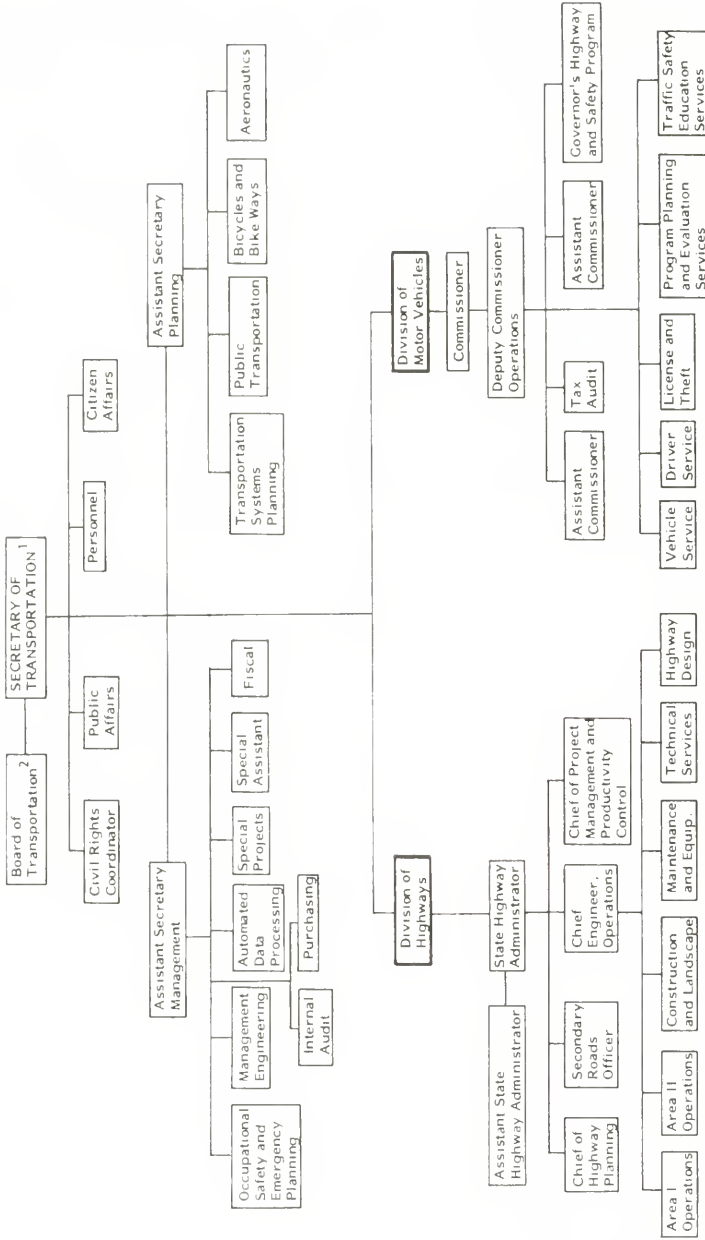 Board of
Transportation2
SECRETARY OF
TRANSPORTATION1
Civil Rights
Coordinator
Public
Affairs
Personnel
Citizen
Affairs
Assistant Secretary
Management
Assistant Secretary
Planning
Occupational
Safety and
Emergency
Planning
Management
Engineering
Automated
Data
Processing
Special
Projects
Special
Assistant
Fiscal
Internal
Audit
Purchasing
Transportation
Systems
Planning
Public
Transportation
Bicycles and
Bike Ways
Aeronautics
Division of
Highways
Division of
Motor Vehicles
Assistant State
Highway Administrator
State Highway
Administrator
Commissioner
Deputy Commissioner
Operations
Chief of
Highway
Planning
Secondary
Roads
Officer
Chief
Engineer,
Operations
Chief of Project
Management and
Productivity
Control
Assistant
Commissioner
Tax
Audit
Assistant
Commissioner
Governor's Highway
and Safety Program
Area I
Operations
Area II
Operations
Construction
and Landscape
Maintenance
and Equip.
Technical
Services
Highway
Design
Vehicle
Service
Driver
Service
License and
Theft
Program Planning
and Evaluation
Services
Traffic Safety
Education
Services